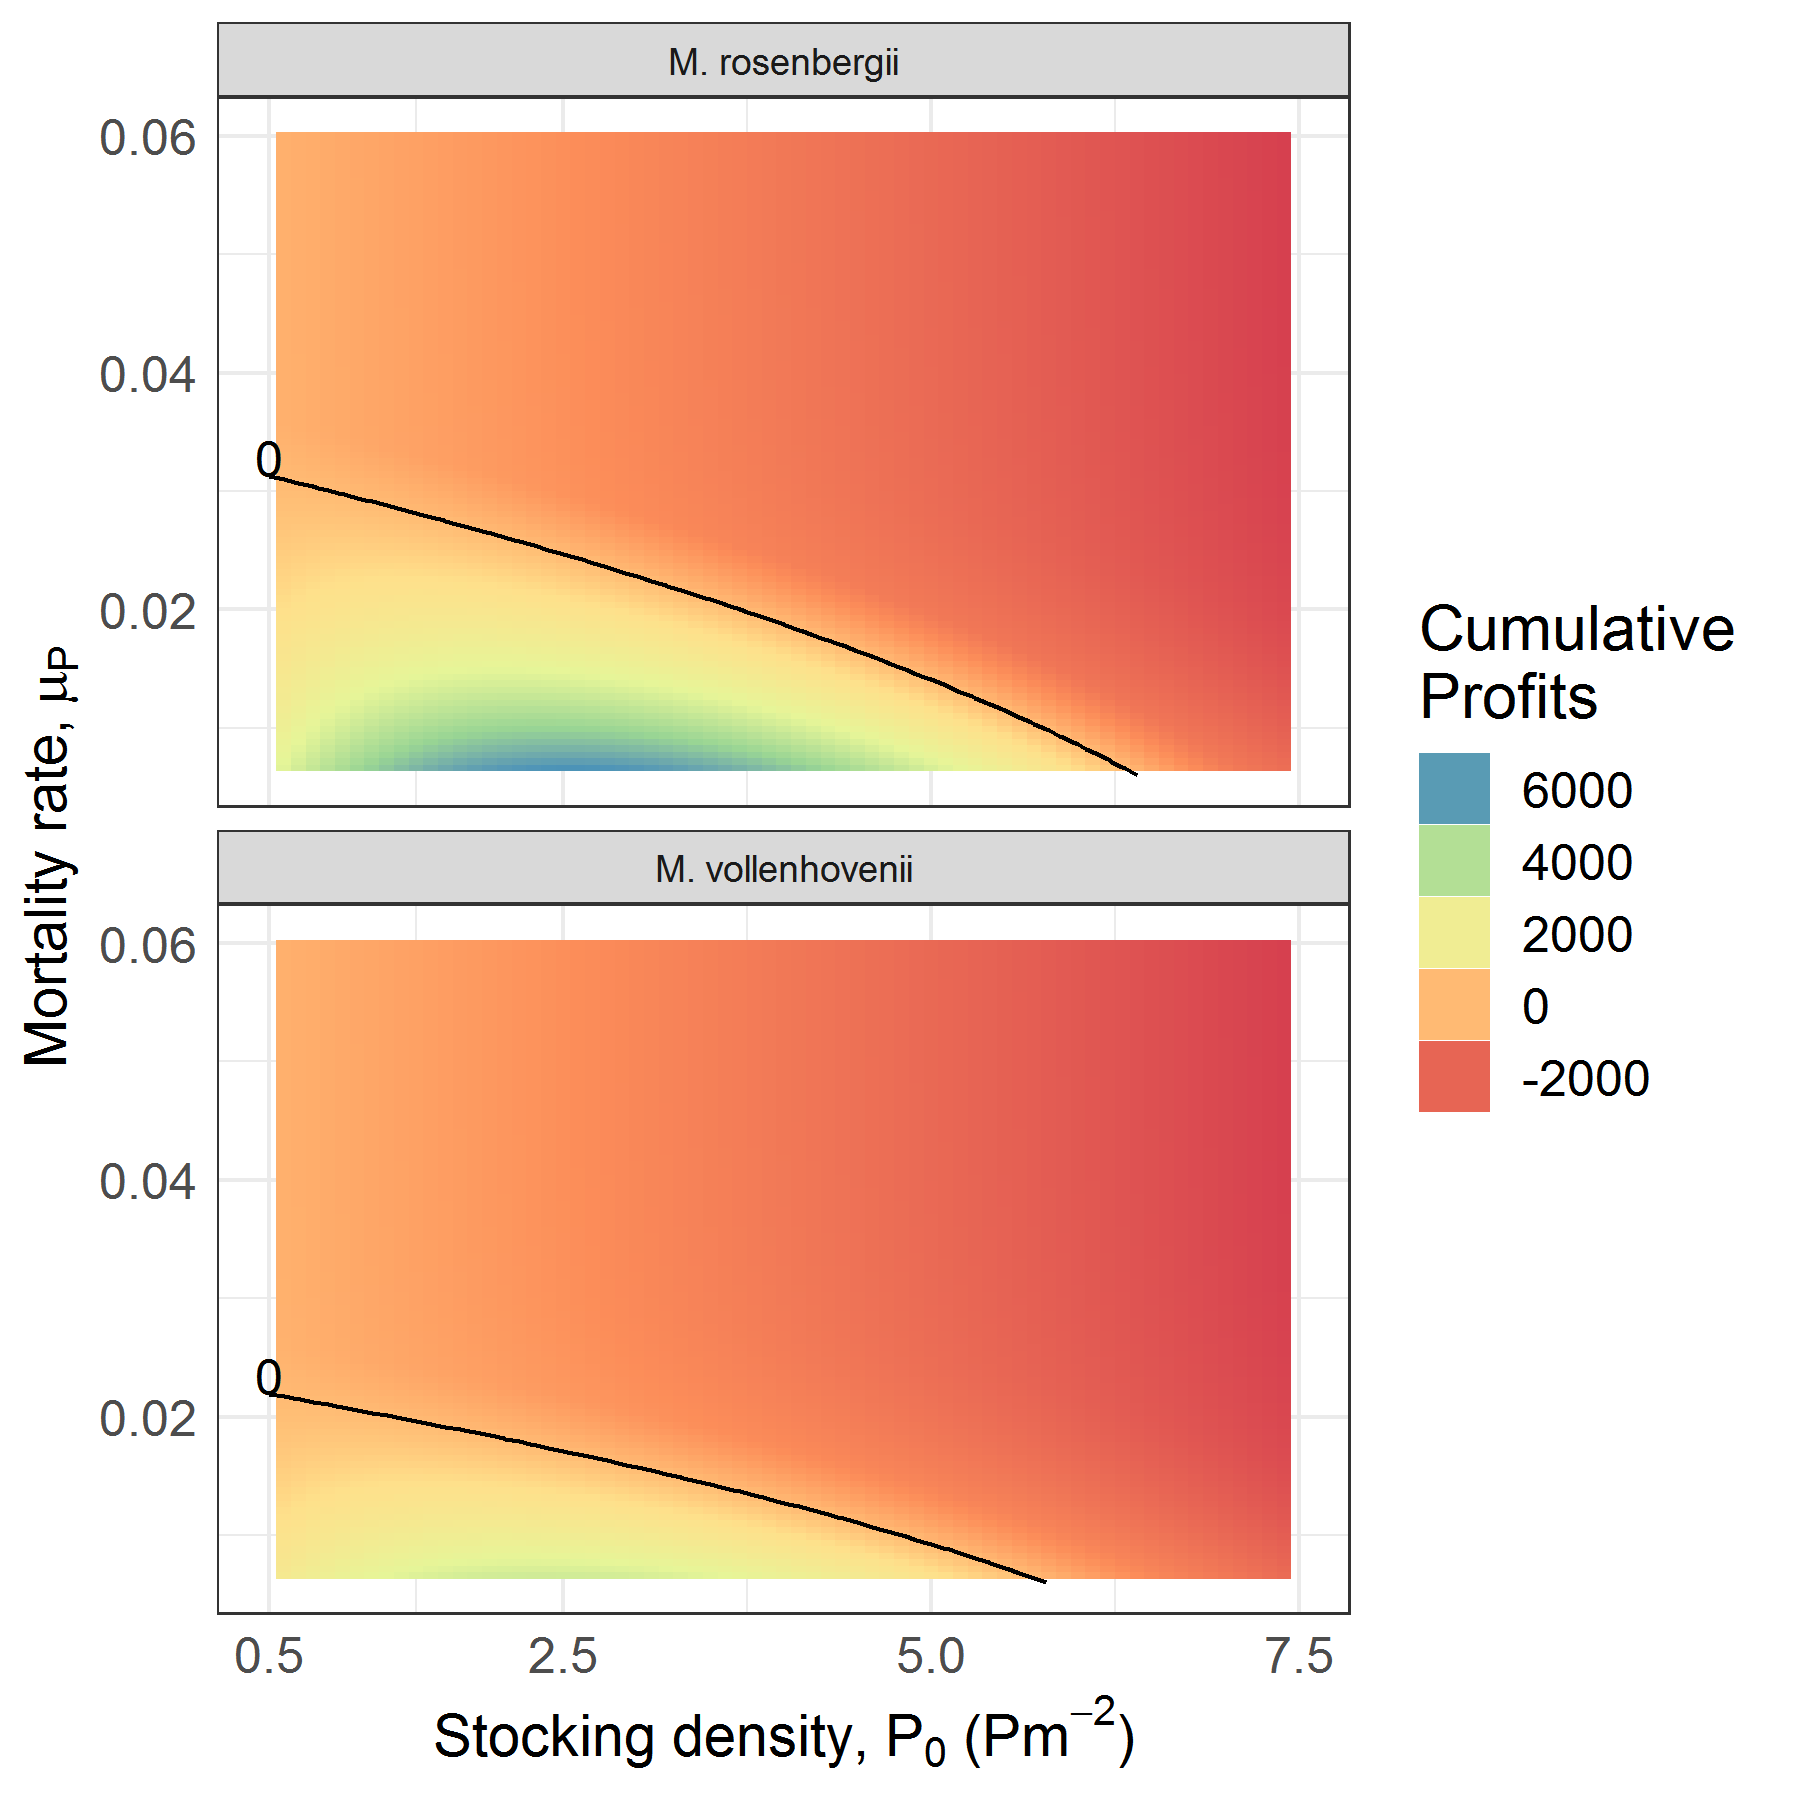 M. rosenbergii
0.06
0.04
0.02
0
Mortality rate, μP
M. vollenhovenii
0.06
0.04
0.02
0
0.5 2.5 5.0 7.5
Stocking density, P₀ (Pm⁻²)
Cumulative
Profits
6000
4000
2000
0
-2000